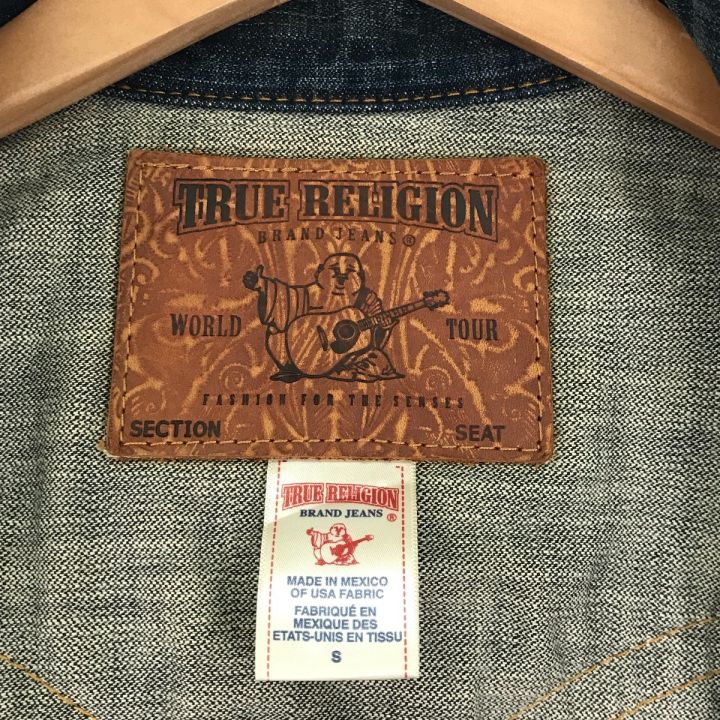 TRUE RELIGION
BRAND JEANS®
WORLD TOUR
FASHION FOR THE SENSES
SECTION SEAT
TRUE RELIGION
BRAND JEANS ®
MADE IN MEXICO
OF USA FABRIC
FABRIQUÉ EN
MEXIQUE DES
ETATS-UNIS EN TISSU
S